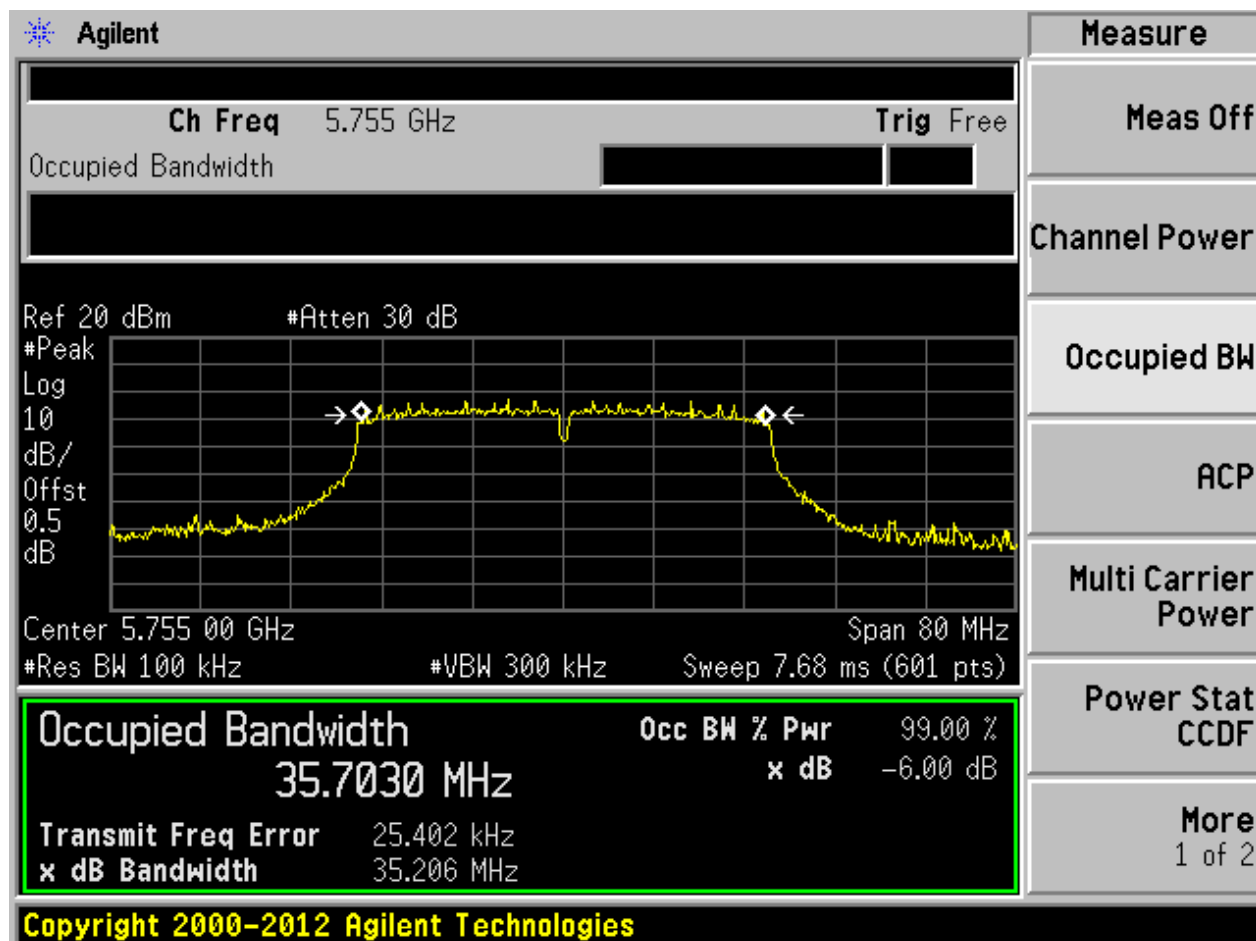 Agilent
Measure
Ch Freq 5.755 GHz Trig Free
Occupied Bandwidth
Meas Off
Channel Power
Occupied BW
ACP
Multi Carrier
Power
Power Stat
CCDF
More
1 of 2
Ref 20 dBm #Atten 30 dB
#Peak
Log
10
dB/
Offst
0.5
dB
Center 5.755 00 GHz Span 80 MHz
#Res BW 100 kHz #VBW 300 kHz Sweep 7.68 ms (601 pts)
Occupied Bandwidth Occ BW % Pwr 99.00 %
35.7030 MHz x dB -6.00 dB
Transmit Freq Error 25.402 kHz
x dB Bandwidth 35.206 MHz
Copyright 2000-2012 Agilent Technologies